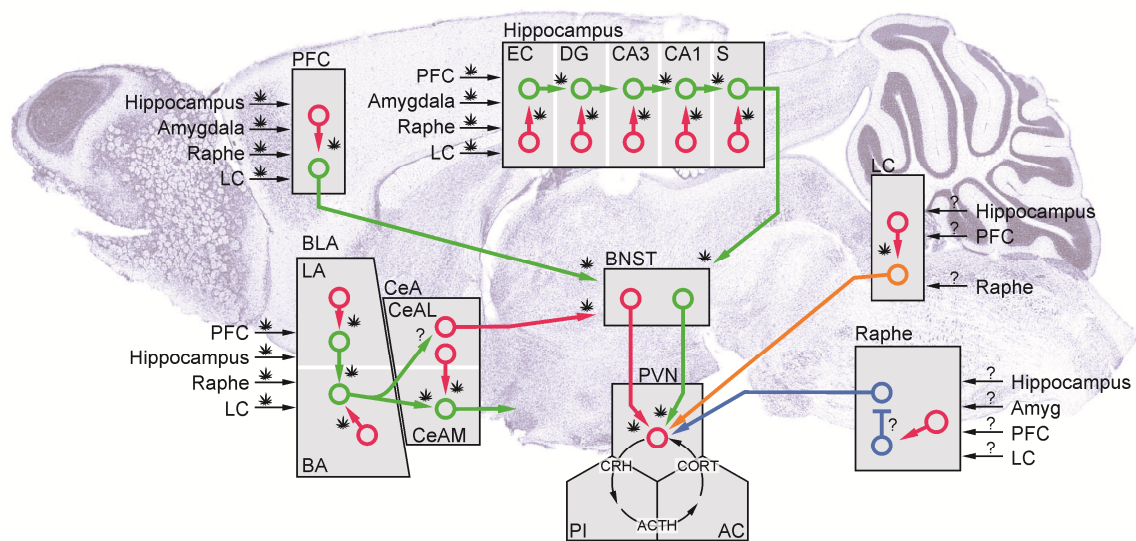 Hippocampus
PFC
EC DG CA3 CA1 S
PFC
Amygdala
Raphe
LC
Hippocampus
Amygdala
Raphe
LC
LC
? Hippocampus
? PFC
? Raphe
BLA
LA
CeA
CeAL
?
BNST
PFC
Hippocampus
Raphe
LC
CeAM
BA
PVN
CRH CORT
ACTH
PI AC
Raphe
?
? Hippocampus
? Amyg
? PFC
? LC